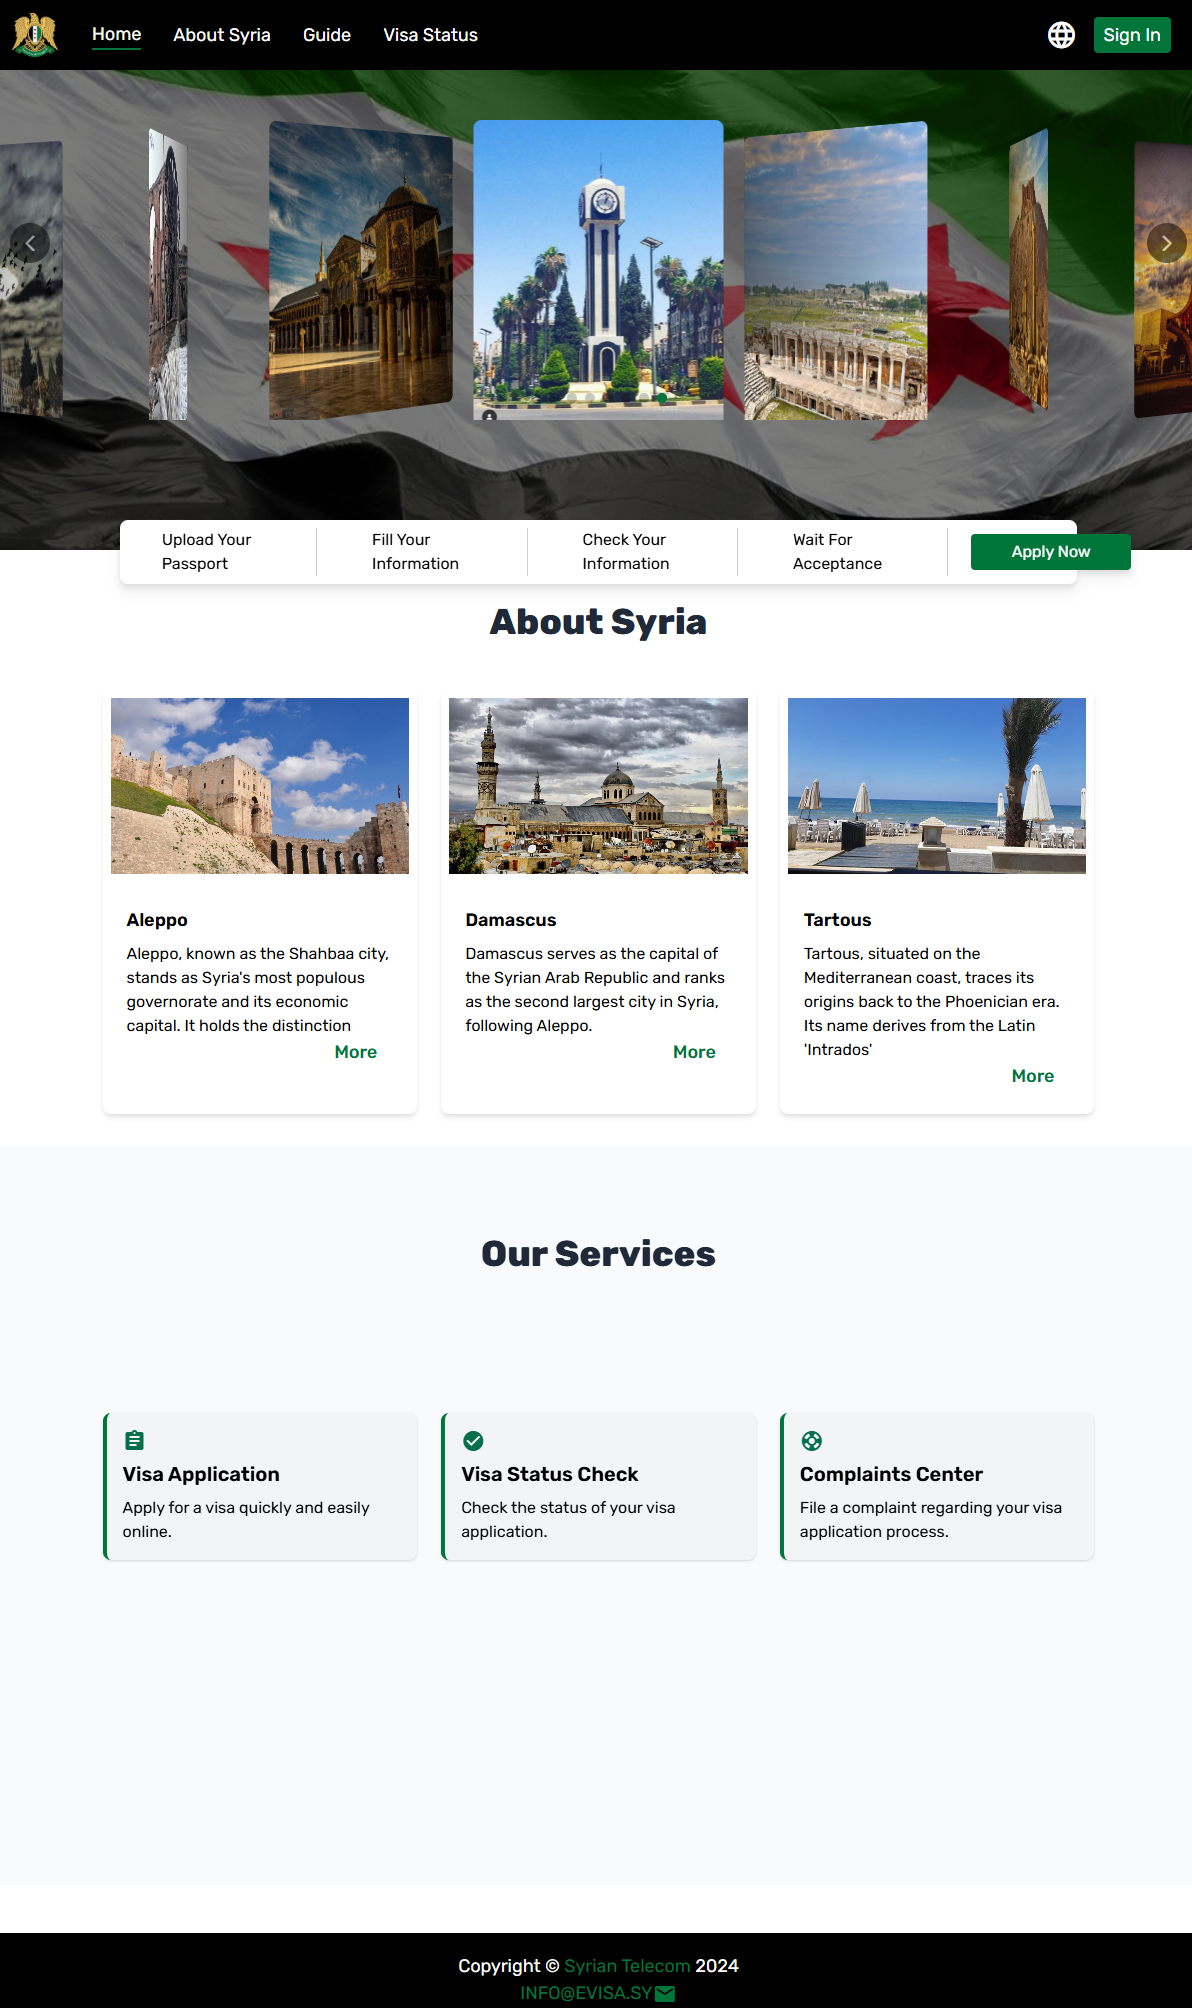 Home
About Syria
Guide
Visa Status
Sign In
Upload Your
Passport
Fill Your
Information
Check Your
Information
Wait For
Acceptance
Apply Now
About Syria
Aleppo
Aleppo, known as the Shahbaa city,
stands as Syria's most populous
governorate and its economic
capital. It holds the distinction
More
Damascus
Damascus serves as the capital of
the Syrian Arab Republic and ranks
as the second largest city in Syria,
following Aleppo.
More
Tartous
Tartous, situated on the
Mediterranean coast, traces its
origins back to the Phoenician era.
Its name derives from the Latin
'Intrados'
More
Our Services
Visa Application
Apply for a visa quickly and easily
online.
Visa Status Check
Check the status of your visa
application.
Complaints Center
File a complaint regarding your visa
application process.
Copyright © Syrian Telecom 2024
INFO@EVISA.SY